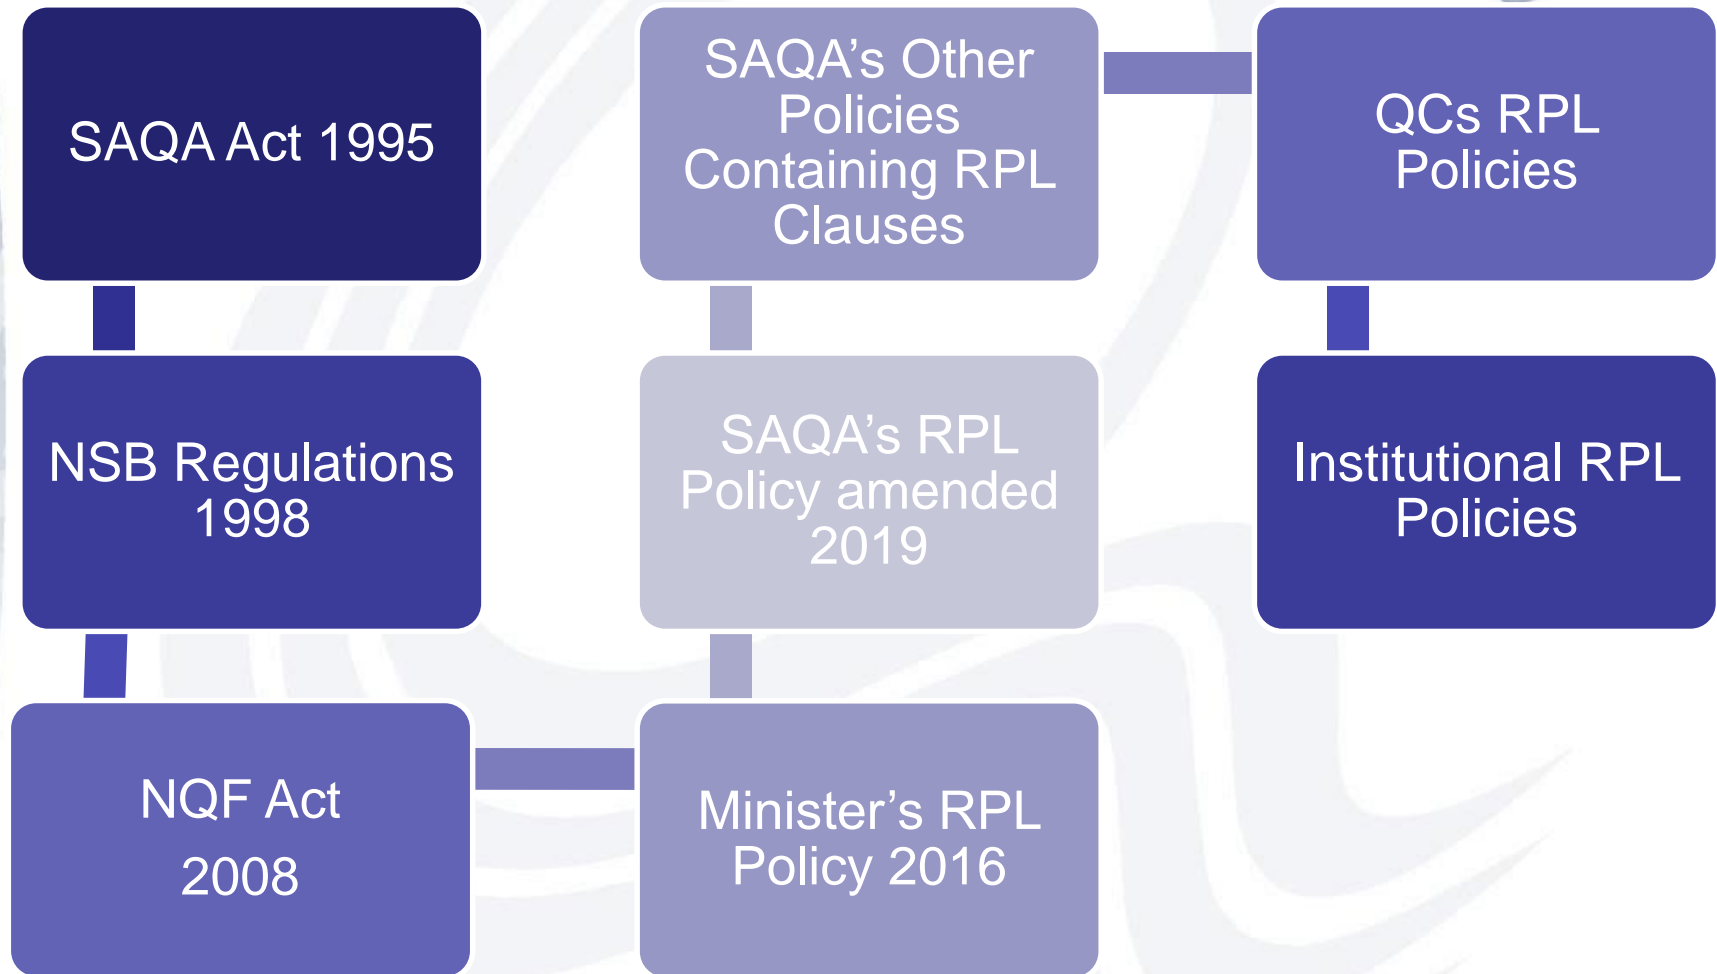 SAQA Act 1995
NSB Regulations
1998
NQF Act
2008
Minister’s RPL
Policy 2016
SAQA’s RPL
Policy amended
2019
SAQA’s Other
Policies
Containing RPL
Clauses
QCs RPL
Policies
Institutional RPL
Policies